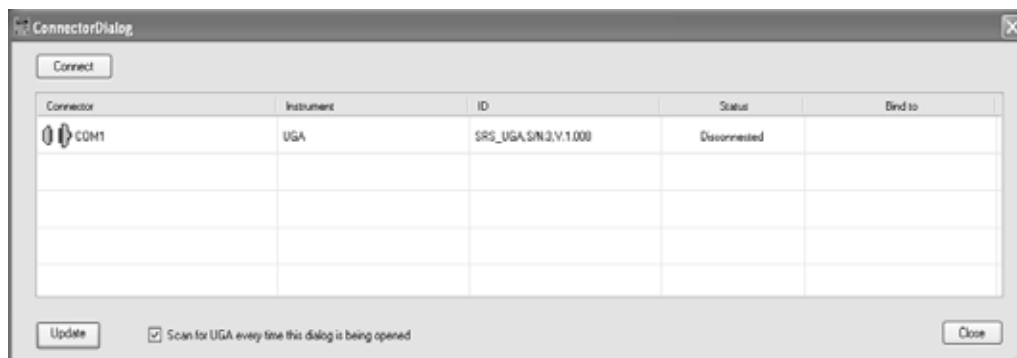 ConnectorDialog
Connect
Connector Instrument ID Status Bind to
COM1 UGA SRS_UGA,S/N:3,V:1.008 Disconnected
Update Scan for UGA every time this dialog is being opened Close